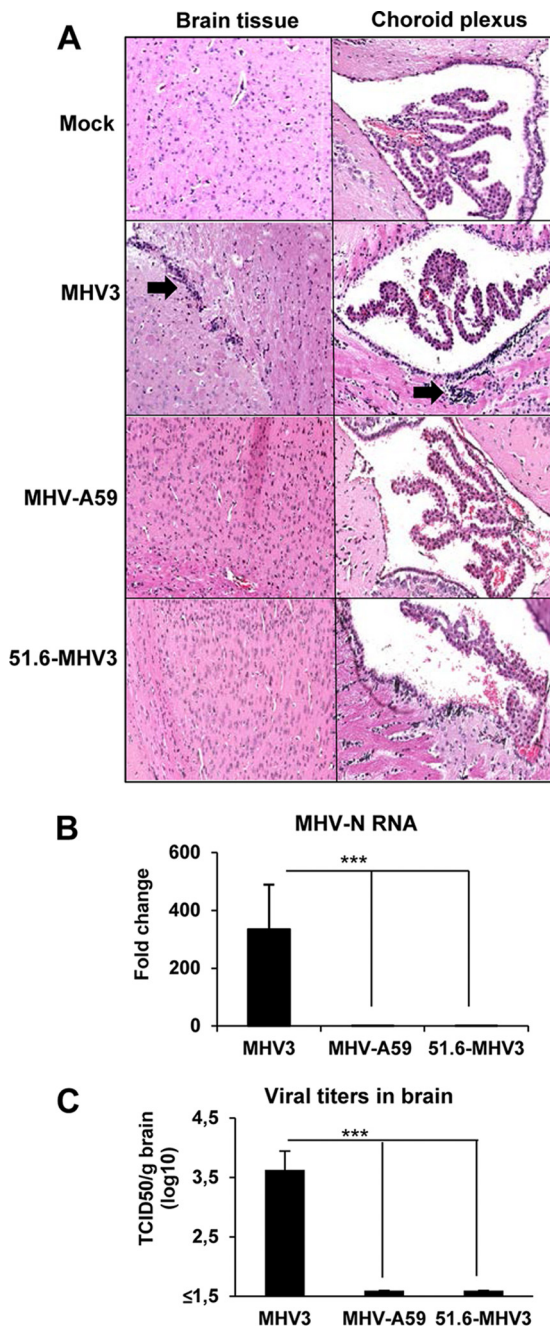 A
Brain tissue Choroid plexus
Mock
MHV3
MHV-A59
51.6-MHV3
B
MHV-N RNA
***
Fold change
600
400
200
0
MHV3 MHV-A59 51.6-MHV3
C
Viral titers in brain
***
TCID50/g brain
(log10)
4,5
3,5
2,5
≤1,5
MHV3 MHV-A59 51.6-MHV3